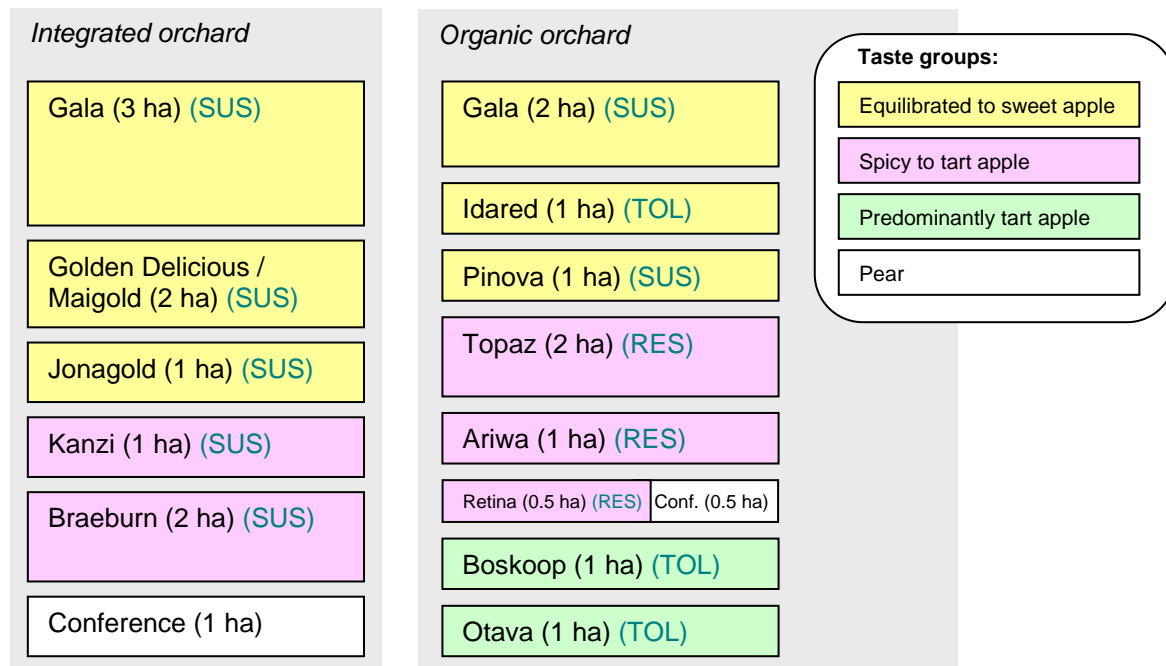 Integrated orchard
Gala (3 ha) (SUS)
Golden Delicious /
Maigold (2 ha) (SUS)
Jonagold (1 ha) (SUS)
Kanzi (1 ha) (SUS)
Braeburn (2 ha) (SUS)
Conference (1 ha)
Organic orchard
Gala (2 ha) (SUS)
Idared (1 ha) (TOL)
Pinova (1 ha) (SUS)
Topaz (2 ha) (RES)
Ariwa (1 ha) (RES)
Retina (0.5 ha) (RES) Conf. (0.5 ha)
Boskoop (1 ha) (TOL)
Otava (1 ha) (TOL)
Taste groups:
Equilibrated to sweet apple
Spicy to tart apple
Predominantly tart apple
Pear